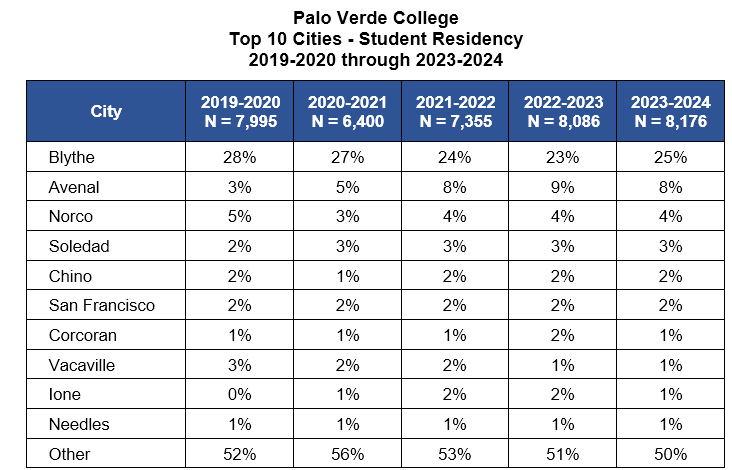 Palo Verde College
Top 10 Cities - Student Residency
2019-2020 through 2023-2024
City 2019-2020 N = 7,995 2020-2021 N = 6,400 2021-2022 N = 7,355 2022-2023 N = 8,086 2023-2024 N = 8,176
Blythe 28% 27% 24% 23% 25%
Avenal 3% 5% 8% 9% 8%
Norco 5% 3% 4% 4% 4%
Soledad 2% 3% 3% 3% 3%
Chino 2% 1% 2% 2% 2%
San Francisco 2% 2% 2% 2% 2%
Corcoran 1% 1% 1% 2% 1%
Vacaville 3% 2% 2% 1% 1%
Ione 0% 1% 2% 2% 1%
Needles 1% 1% 1% 1% 1%
Other 52% 56% 53% 51% 50%